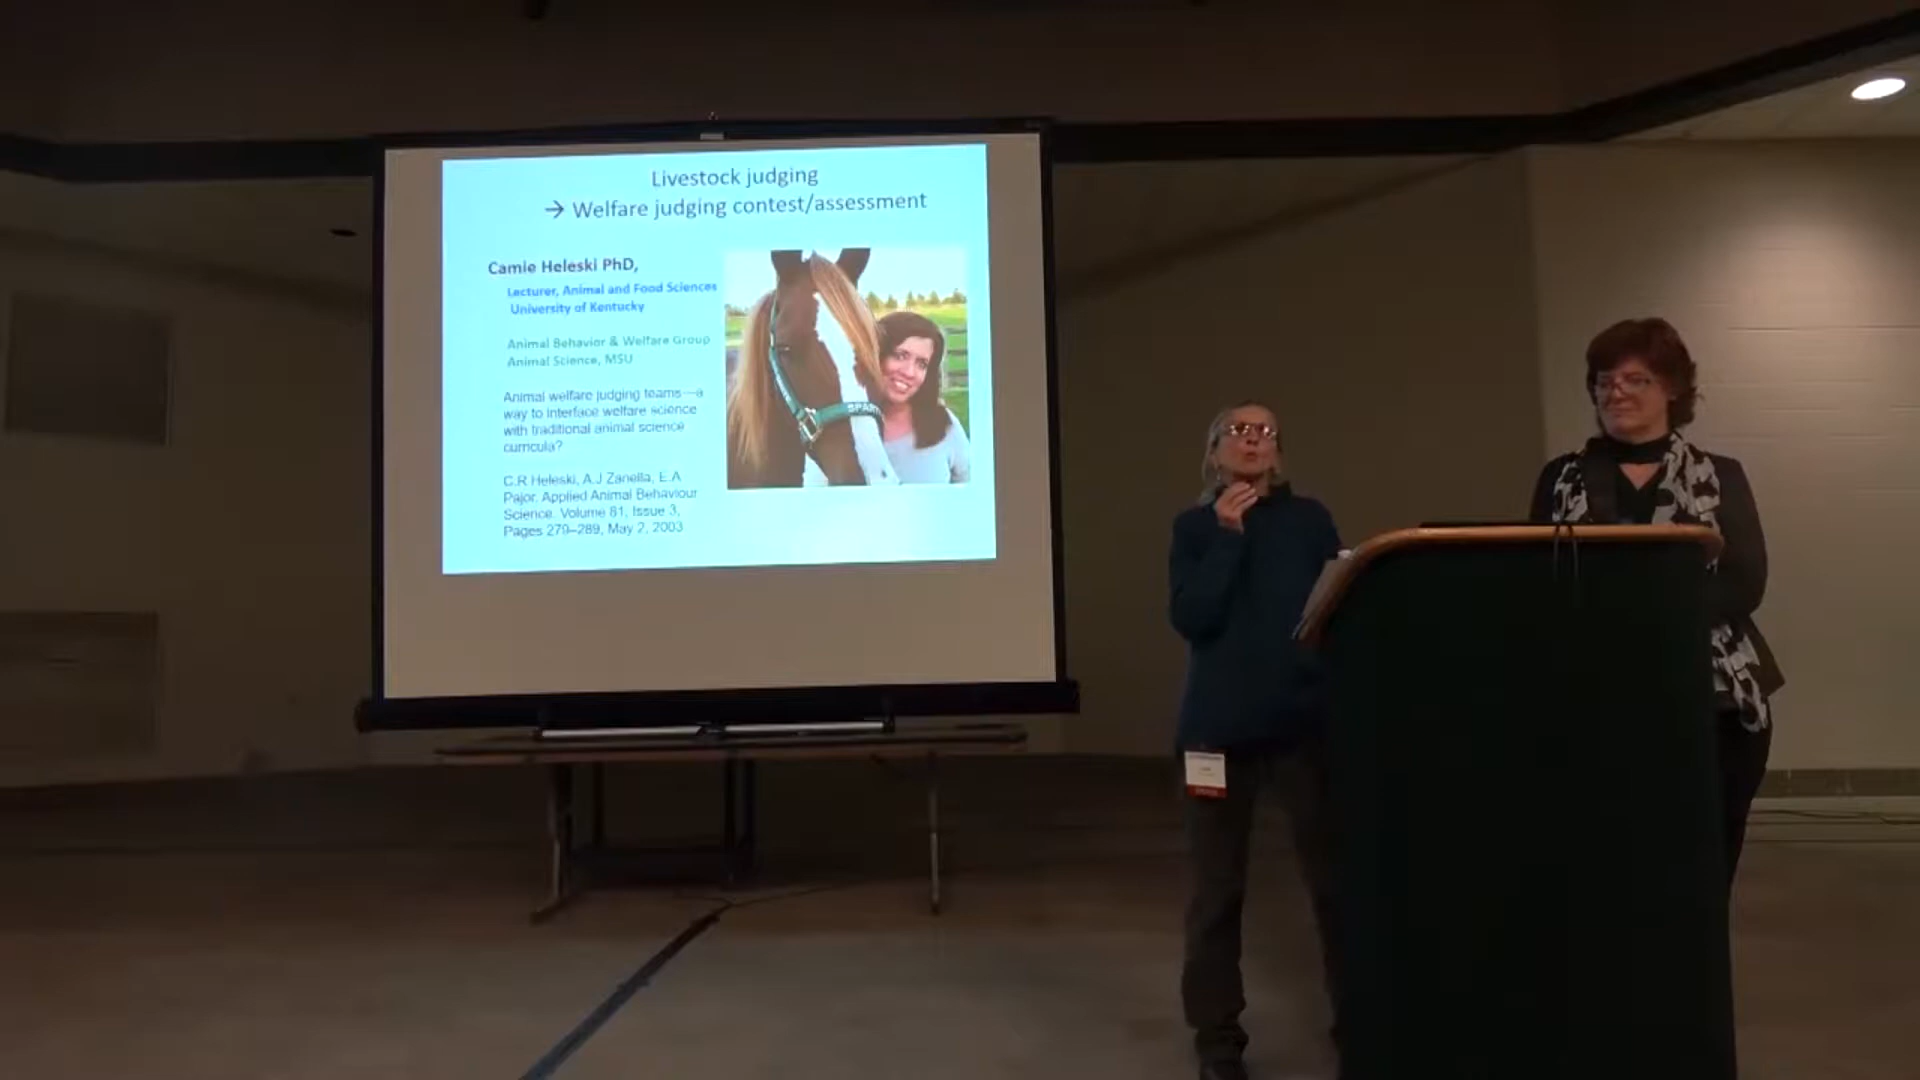 Livestock judging
→ Welfare judging contest/assessment
Camie Heleski PhD,
Lecturer, Animal and Food Sciences
University of Kentucky
Animal Behavior & Welfare Group
Animal Science, MSU
Animal welfare judging teams—a
way to interface welfare science
with traditional animal science
curricula?
C.R Heleski, A.J Zanella, E.A
Pajor. Applied Animal Behaviour
Science. Volume 81, Issue 3,
Pages 279–289, May 2, 2003
SPAR